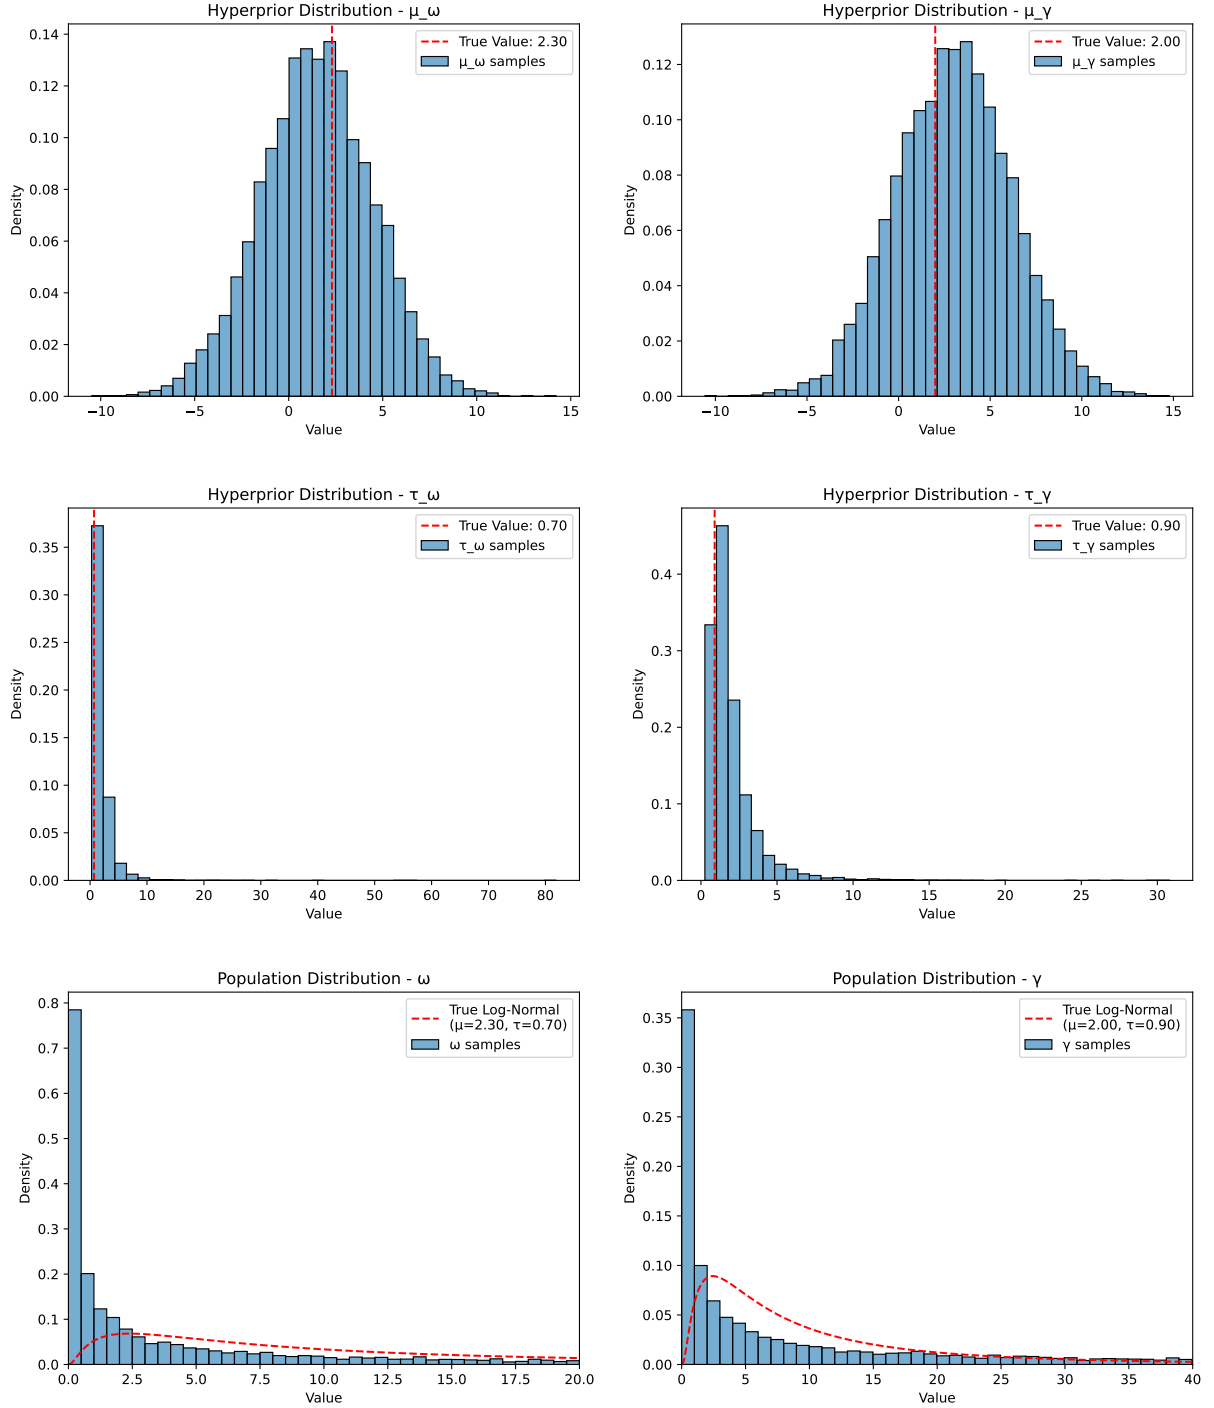 Hyperprior Distribution - μ_ω
True Value: 2.30
μ_ω samples
Density
0.14
0.12
0.10
0.08
0.06
0.04
0.02
0.00
−10
−5
0
5
10
15
Value
Hyperprior Distribution - μ_γ
True Value: 2.00
μ_γ samples
Density
0.12
0.10
0.08
0.06
0.04
0.02
0.00
−10
−5
0
5
10
15
Value
Hyperprior Distribution - τ_ω
True Value: 0.70
τ_ω samples
Density
0.35
0.30
0.25
0.20
0.15
0.10
0.05
0.00
0
10
20
30
40
50
60
70
80
Value
Hyperprior Distribution - τ_γ
True Value: 0.90
τ_γ samples
Density
0.4
0.3
0.2
0.1
0.0
0
5
10
15
20
25
30
Value
Population Distribution - ω
True Log-Normal
(μ=2.30, τ=0.70)
ω samples
Density
0.8
0.7
0.6
0.5
0.4
0.3
0.2
0.1
0.0
0.0
2.5
5.0
7.5
10.0
12.5
15.0
17.5
20.0
Value
Population Distribution - γ
True Log-Normal
(μ=2.00, τ=0.90)
γ samples
Density
0.35
0.30
0.25
0.20
0.15
0.10
0.05
0.00
0
5
10
15
20
25
30
35
40
Value